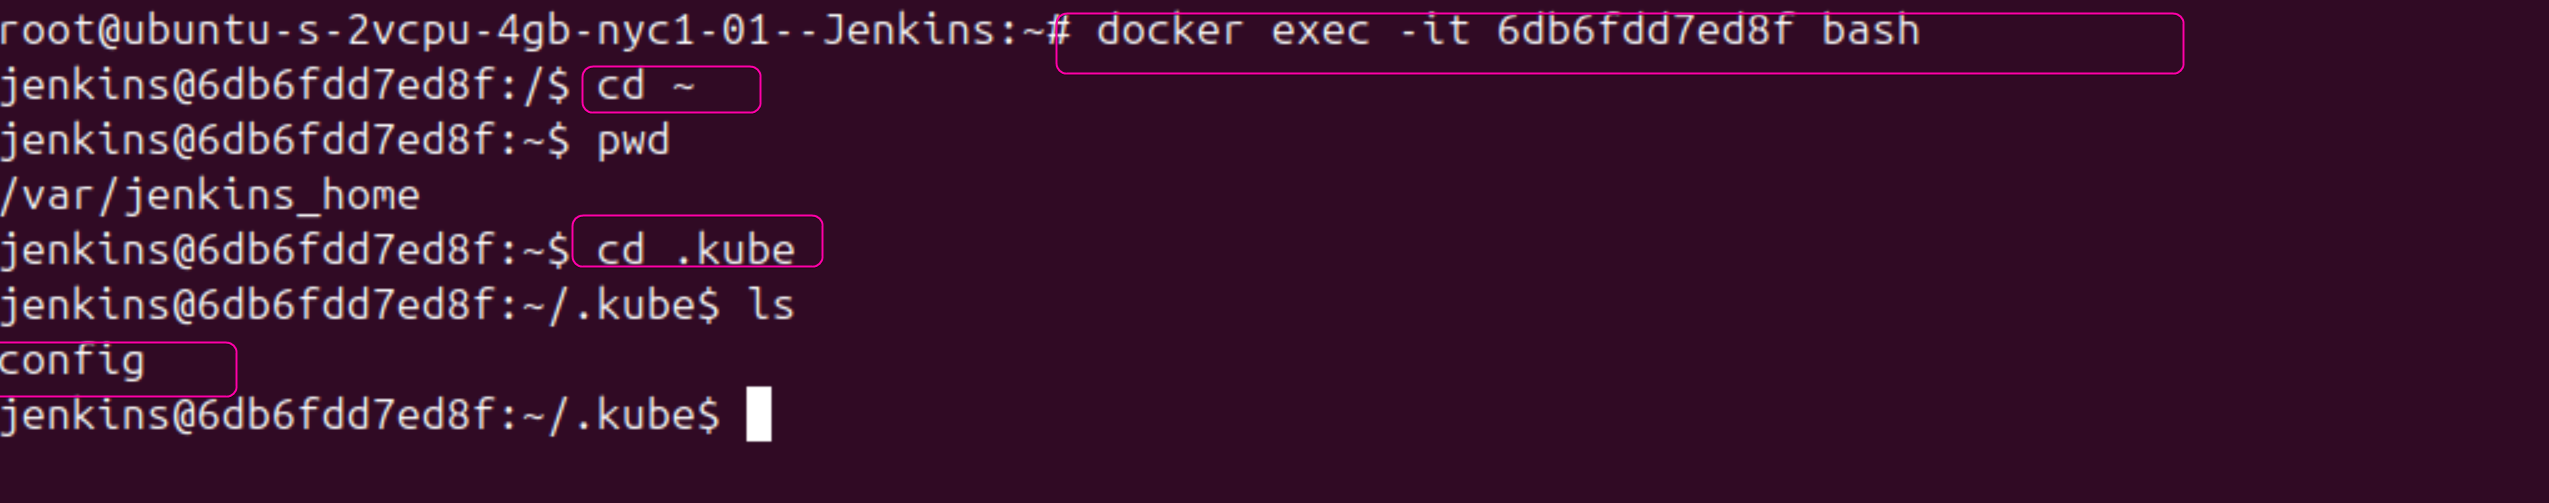 root@ubuntu-s-2vcpu-4gb-nyc1-01--Jenkins:~# docker exec -it 6db6fdd7ed8f bash
jenkins@6db6fdd7ed8f:/$ cd ~
jenkins@6db6fdd7ed8f:~$ pwd
/var/jenkins_home
jenkins@6db6fdd7ed8f:~$ cd .kube
jenkins@6db6fdd7ed8f:~/.kube$ ls
config
jenkins@6db6fdd7ed8f:~/.kube$